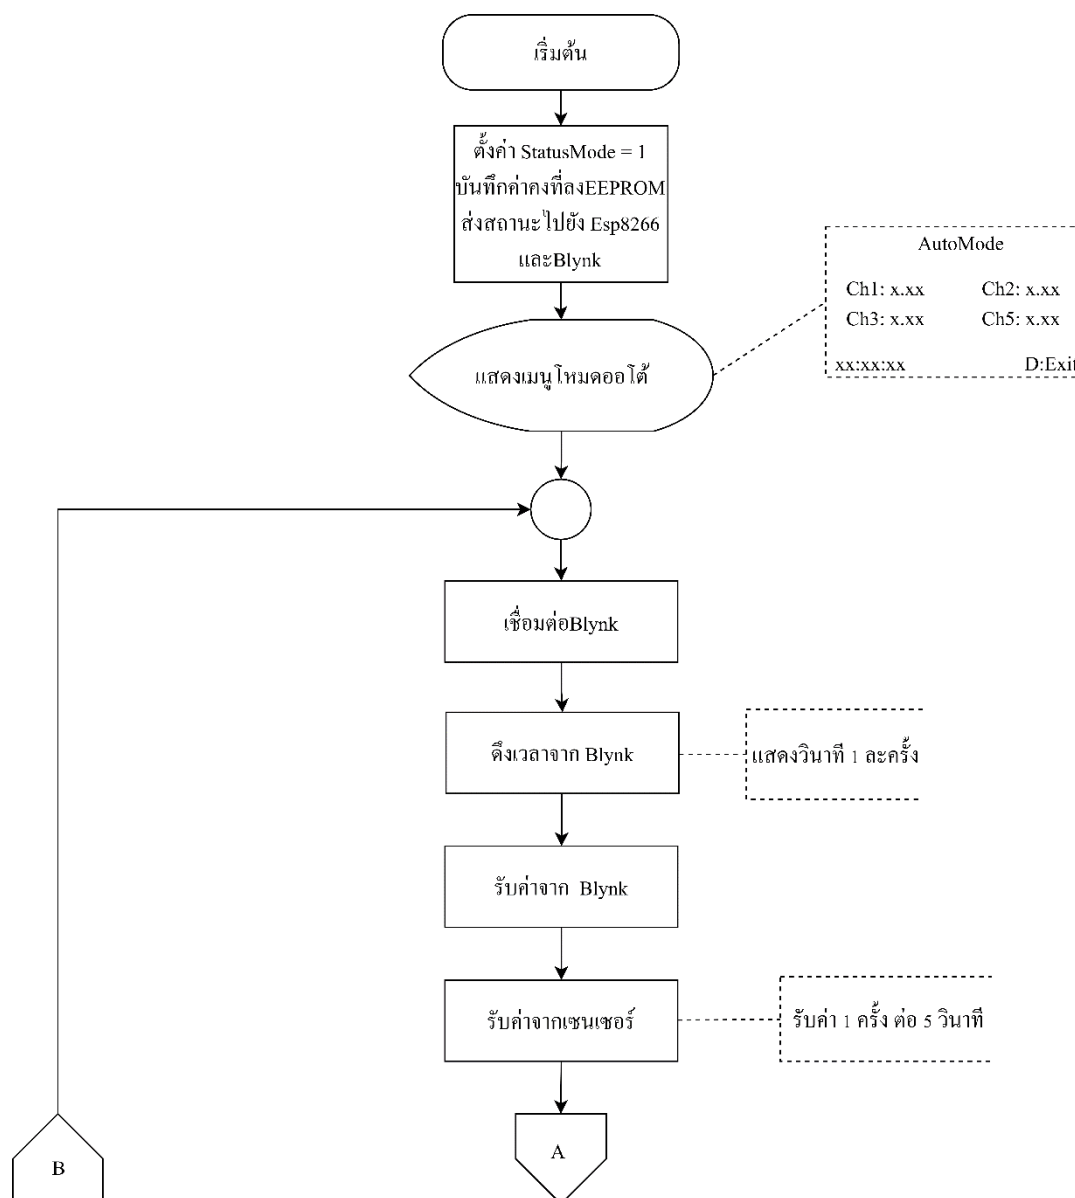 เริ่มต้น
ตั้งค่า StatusMode = 1
บันทึกค่าคงที่ลงEEPROM
ส่งสถานะไปยัง Esp8266
และBlynk
AutoMode
Ch1: x.xx Ch2: x.xx
Ch3: x.xx Ch5: x.xx
xx:xx:xx D:Exit
แสดงเมนูโหมดออโต้
เชื่อมต่อBlynk
ดึงเวลาจาก Blynk
แสดงวินาที 1 ละครั้ง
รับค่าจาก Blynk
รับค่าจากเซนเซอร์
รับค่า 1 ครั้ง ต่อ 5 วินาที
B
A